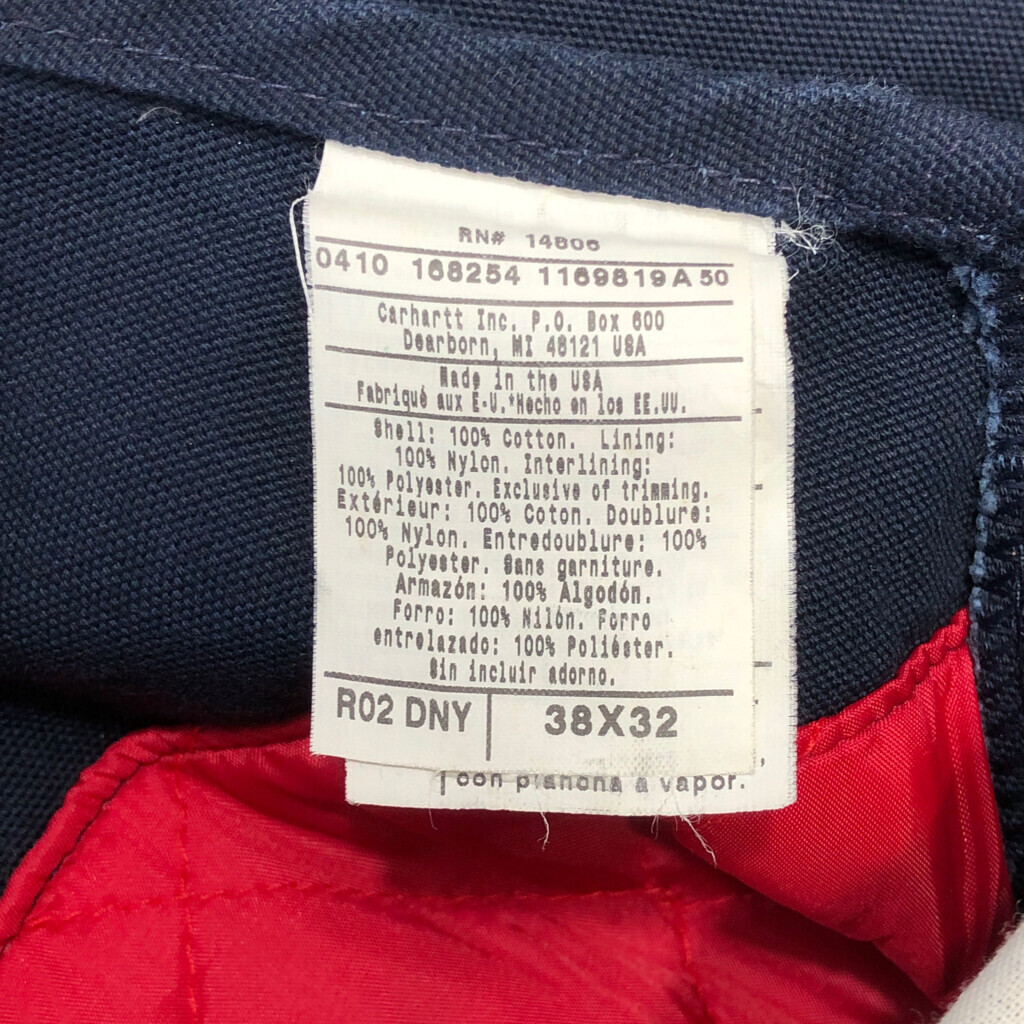 RN# 14806
0410 168254 1169819 A 50
Carhartt Inc. P.O. Box 600
Dearborn, MI 48121 USA
Made in the USA
Fabriqué aux E-U.*Hecho en los EE.UU.
Shell: 100% Cotton. Lining:
100% Nylon. Interlining:
100% Polyester. Exclusive of trimming.
Extérieur: 100% Coton. Doublure:
100% Nylon. Entredoublure: 100%
Polyester. Sans garniture.
Armazón: 100% Algodón.
Forro: 100% Nilón. Forro
entrelazado: 100% Poliéster.
Sin incluir adorno.
R02 DNY 38X32
con plancha a vapor.